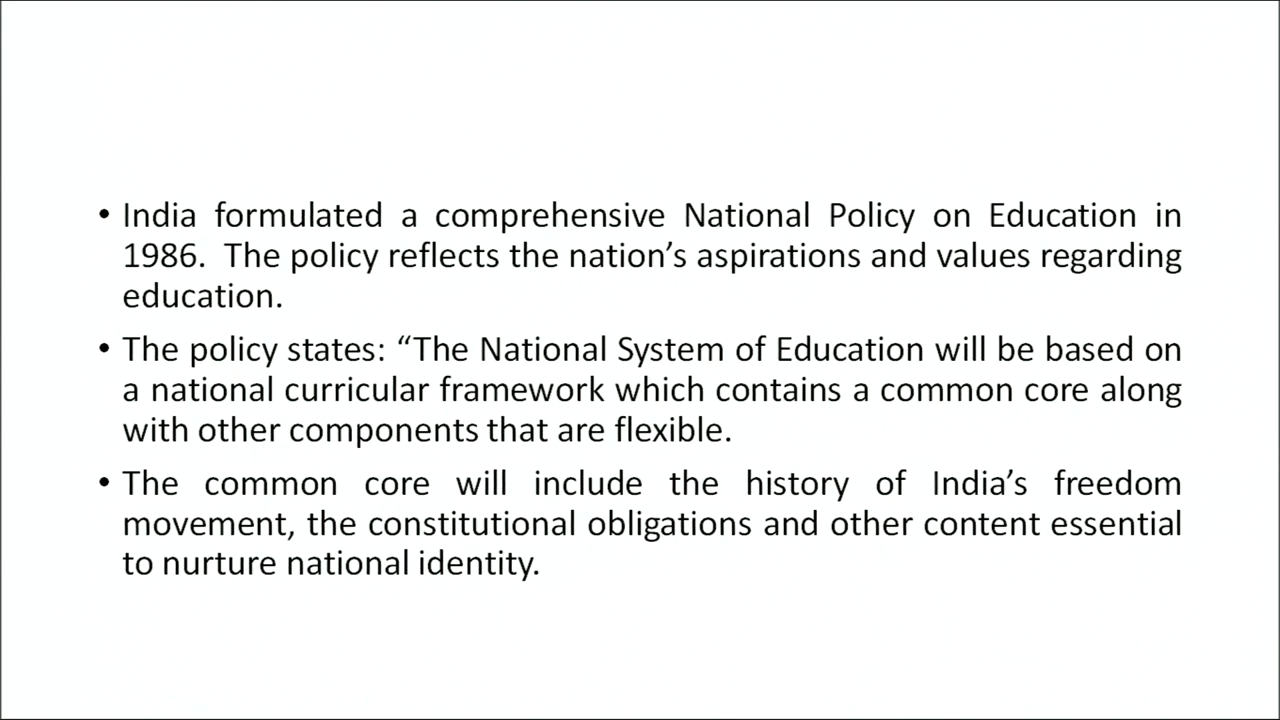 • India formulated a comprehensive National Policy on Education in
1986.  The policy reflects the nation’s aspirations and values regarding
education.
• The policy states: “The National System of Education will be based on
a national curricular framework which contains a common core along
with other components that are flexible.
• The common core will include the history of India’s freedom
movement, the constitutional obligations and other content essential
to nurture national identity.